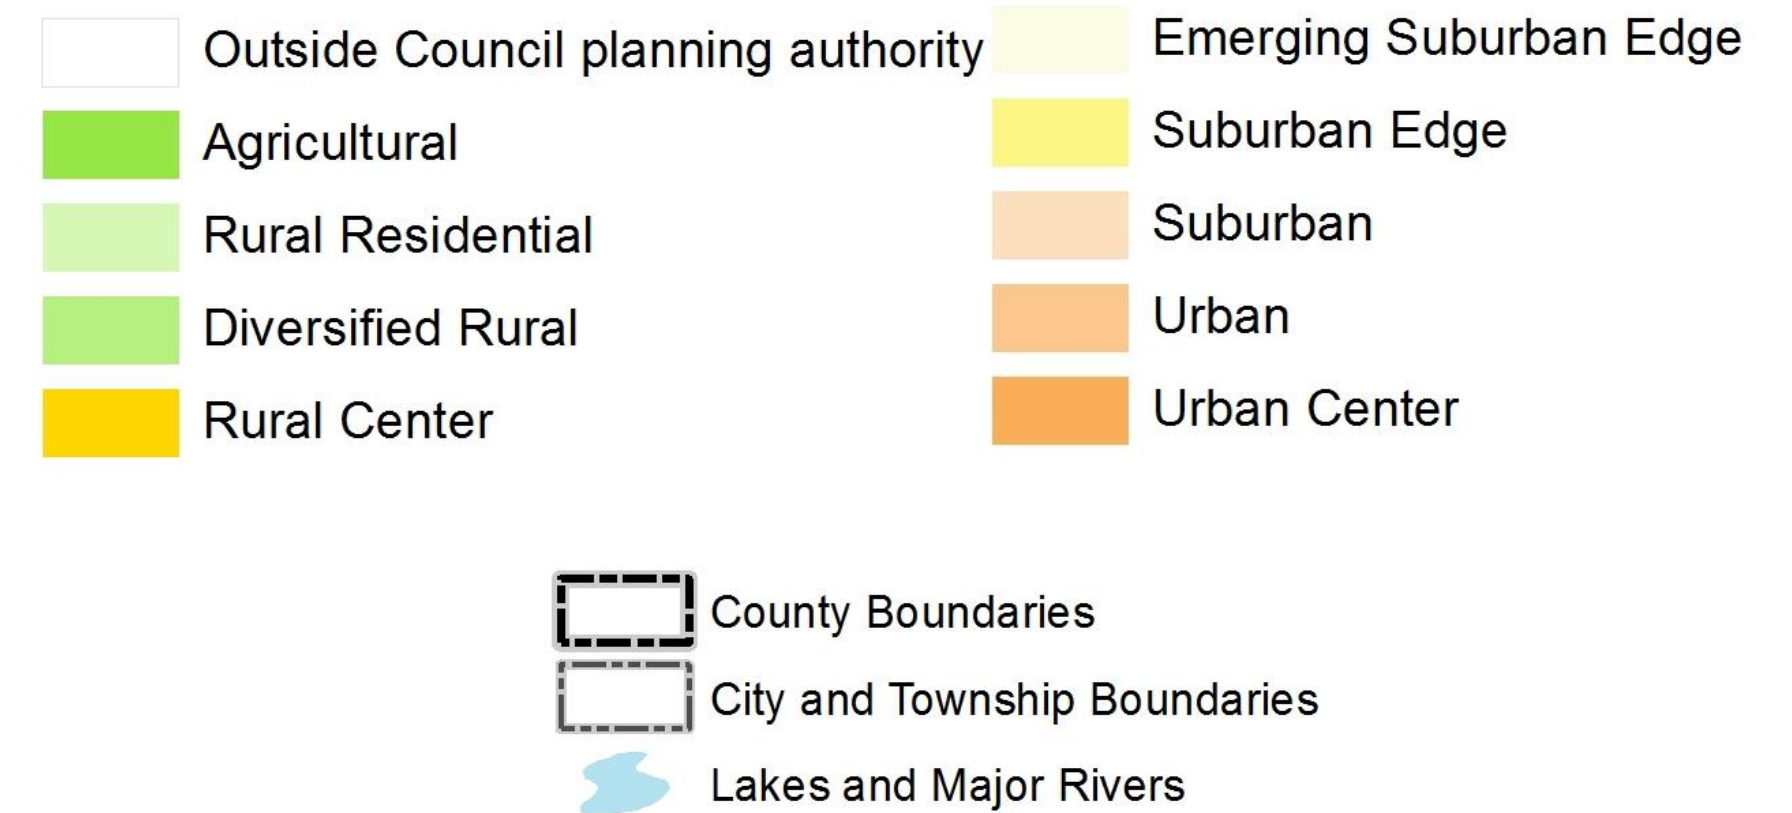 Outside Council planning authority
Agricultural
Rural Residential
Diversified Rural
Rural Center
Emerging Suburban Edge
Suburban Edge
Suburban
Urban
Urban Center
County Boundaries
City and Township Boundaries
Lakes and Major Rivers